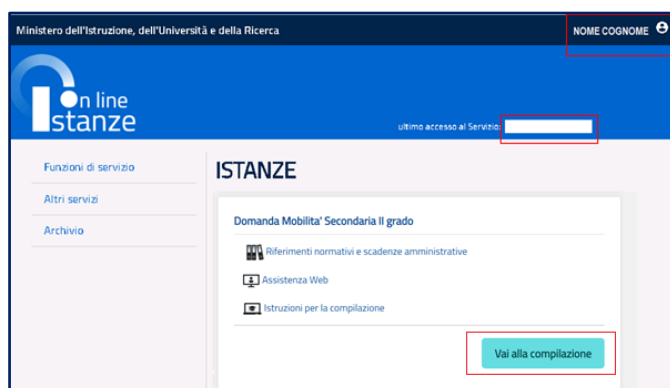 Ministero dell'Istruzione, dell'Università e della Ricerca
NOME COGNOME
On line
Istanze
ultimo accesso al Servizio:
Funzioni di servizio
Altri servizi
Archivio
ISTANZE
Domanda Mobilita' Secondaria II grado
Riferimenti normativi e scadenze amministrative
Assistenza Web
Istruzioni per la compilazione
Vai alla compilazione